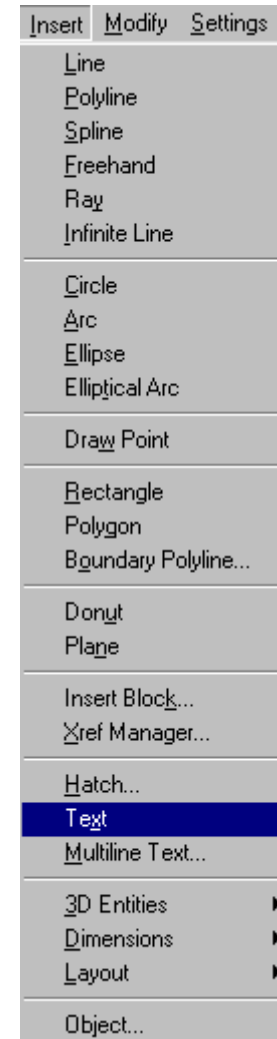 Insert Modify Settings
Line
Polyline
Spline
Freehand
Ray
Infinite Line
Circle
Arc
Ellipse
Elliptical Arc
Draw Point
Rectangle
Polygon
Boundary Polyline...
Donut
Plane
Insert Block...
Xref Manager...
Hatch...
Text
Multiline Text...
3D Entities
Dimensions
Layout
Object...